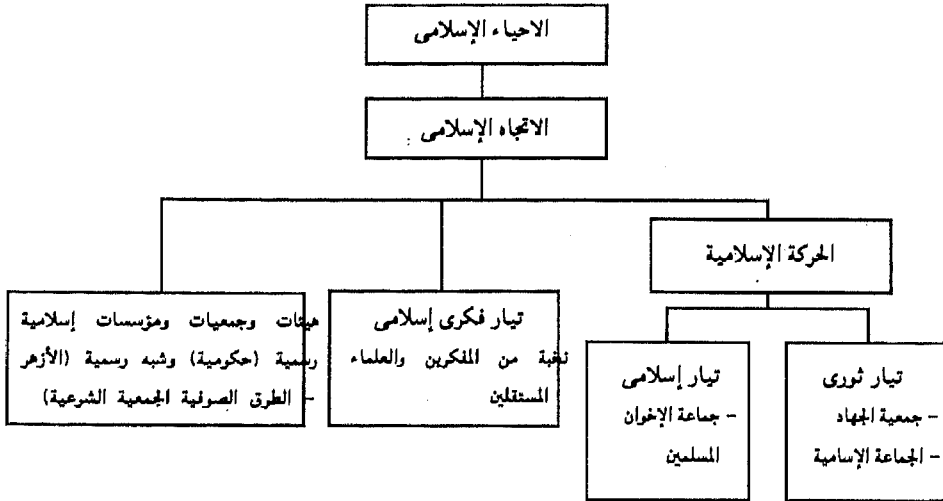 الاحياء الإسلامى
الاتجاه الإسلامى
الحركة الإسلامية
تيار ثورى
– جمعية الجهاد
– الجماعة الإسامية
تيار إسلامى
– جماعة الإخوان
المسلمين
تيار فكرى إسلامى
نخبة من المفكرين والعلماء
المستقلين
هيئات وجمعيات ومؤسسات إسلامية
رسمية (حكومية) وشبه رسمية (الأزهر
– الطرق الصوفية الجمعية الشرعية)